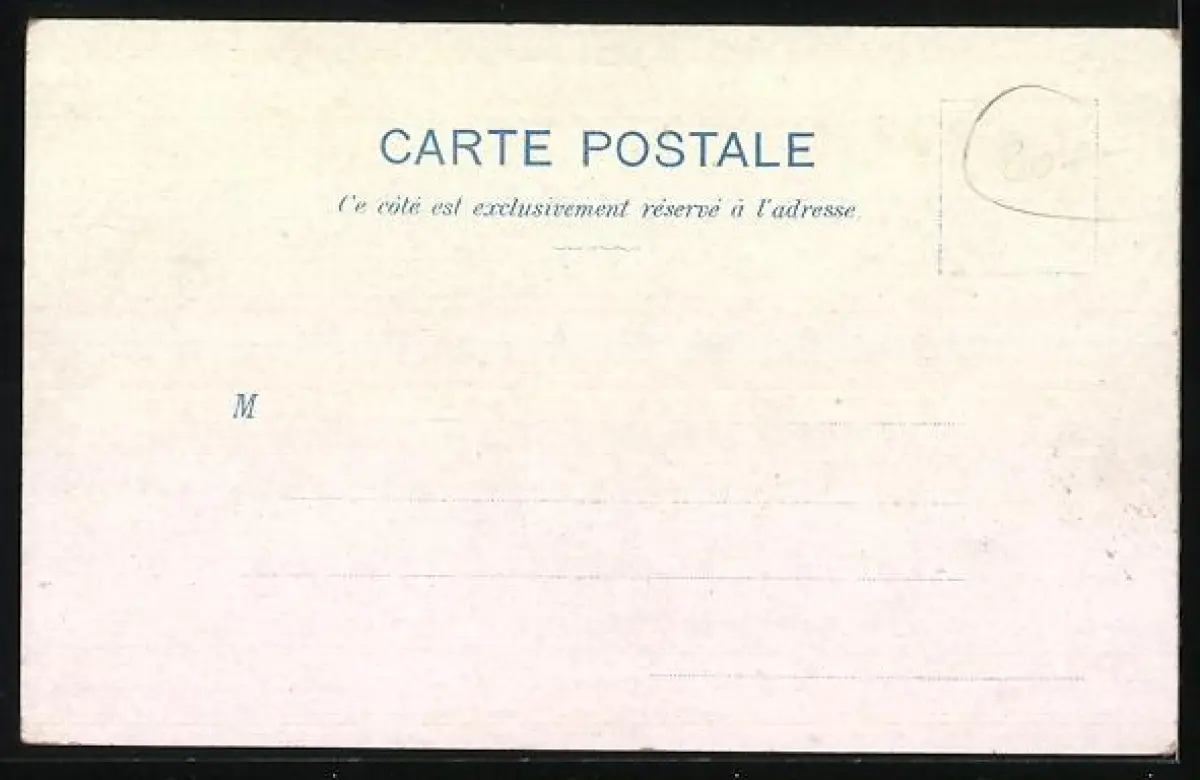 CARTE POSTALE
Ce côté est exclusivement réservé à l'adresse
M